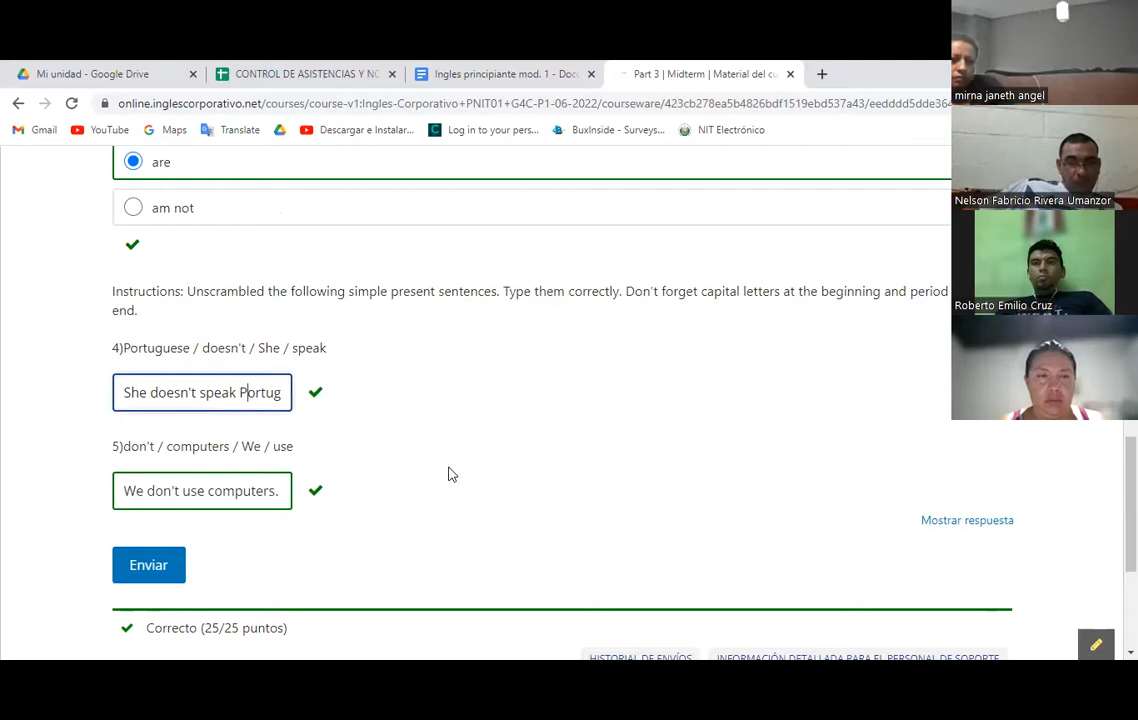 Mi unidad - Google Drive
CONTROL DE ASISTENCIAS Y NO
Ingles principiante mod. 1 - Doc
Part 3 | Midterm | Material del cu
online.inglescorporativo.net/courses/course-v1:Ingles-Corporativo+PNIT01+G4C-P1-06-2022/courseware/423cb278ea5b4826bdf1519ebd537a43/eedddd5dde364
Gmail
YouTube
Maps
Translate
Descargar e Instalar...
Log in to your pers...
BuxInside - Surveys...
NIT Electrónico
mirna janeth angel
Nelson Fabricio Rivera Umanzor
Roberto Emilio Cruz
are
am not
Instructions: Unscrambled the following simple present sentences. Type them correctly. Don't forget capital letters at the beginning and period
end.
4)Portuguese / doesn't / She / speak
She doesn't speak Portug
5)don't / computers / We / use
We don't use computers.
Mostrar respuesta
Enviar
Correcto (25/25 puntos)
HISTORIAL DE ENVÍOS
INFORMACIÓN DETALLADA PARA EL PERSONAL DE SOPORTE